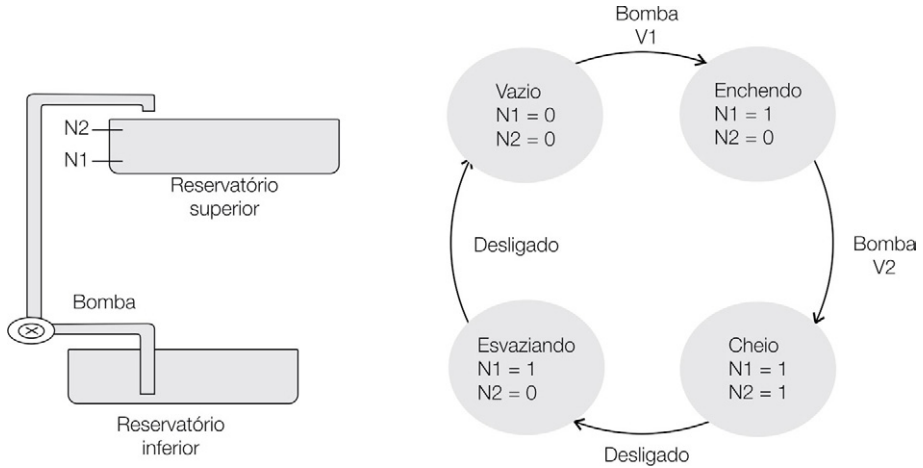 N2
N1
Reservatório
superior
Bomba
Reservatório
inferior
Bomba
V1
Vazio
N1 = 0
N2 = 0
Enchendo
N1 = 1
N2 = 0
Desligado
Bomba
V2
Esvaziando
N1 = 1
N2 = 0
Cheio
N1 = 1
N2 = 1
Desligado